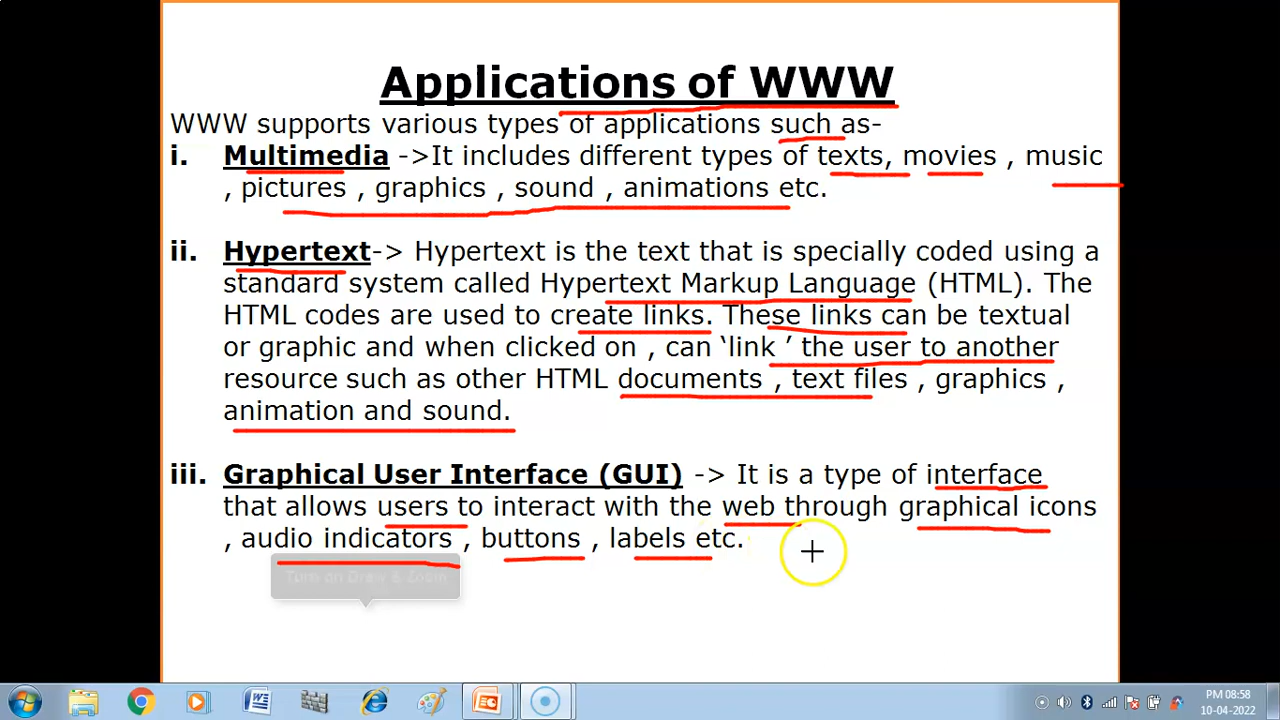 Applications of WWW
WWW supports various types of applications such as-
i. Multimedia ->It includes different types of texts, movies , music
, pictures , graphics , sound , animations etc.
ii. Hypertext-> Hypertext is the text that is specially coded using a
standard system called Hypertext Markup Language (HTML). The
HTML codes are used to create links. These links can be textual
or graphic and when clicked on , can ‘link ’ the user to another
resource such as other HTML documents , text files , graphics ,
animation and sound.
iii. Graphical User Interface (GUI) -> It is a type of interface
that allows users to interact with the web through graphical icons
, audio indicators , buttons , labels etc.
Turn on Draw & Zoom
PM 08:58
10-04-2022